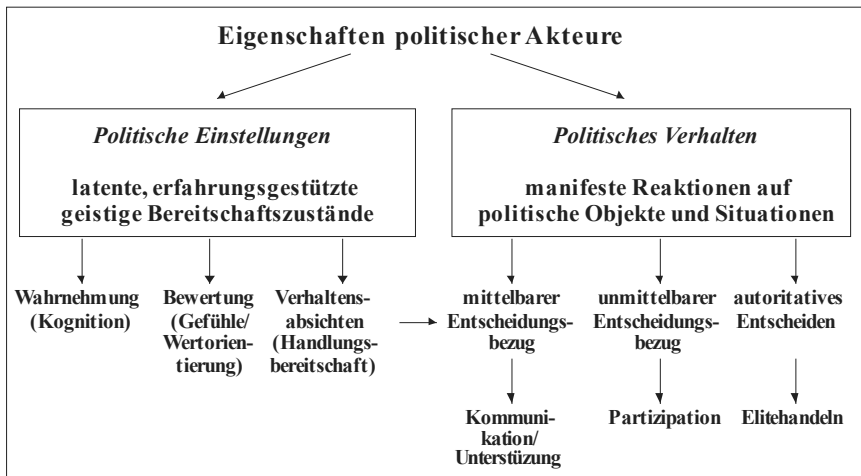 Eigenschaften politischer Akteure
Politische Einstellungen
latente, erfahrungsgestützte
geistige Bereitschaftszustände
Politisches Verhalten
manifeste Reaktionen auf
politische Objekte und Situationen
Wahrnehmung
(Kognition)
Bewertung
(Gefühle/
Wertorien-
tierung)
Verhaltens-
absichten
(Handlungs-
bereitschaft)
mittelbarer
Entscheidungs-
bezug
unmittelbarer
Entscheidungs-
bezug
autoritatives
Entscheiden
Kommuni-
kation/
Unterstüzung
Partizipation
Elitehandeln